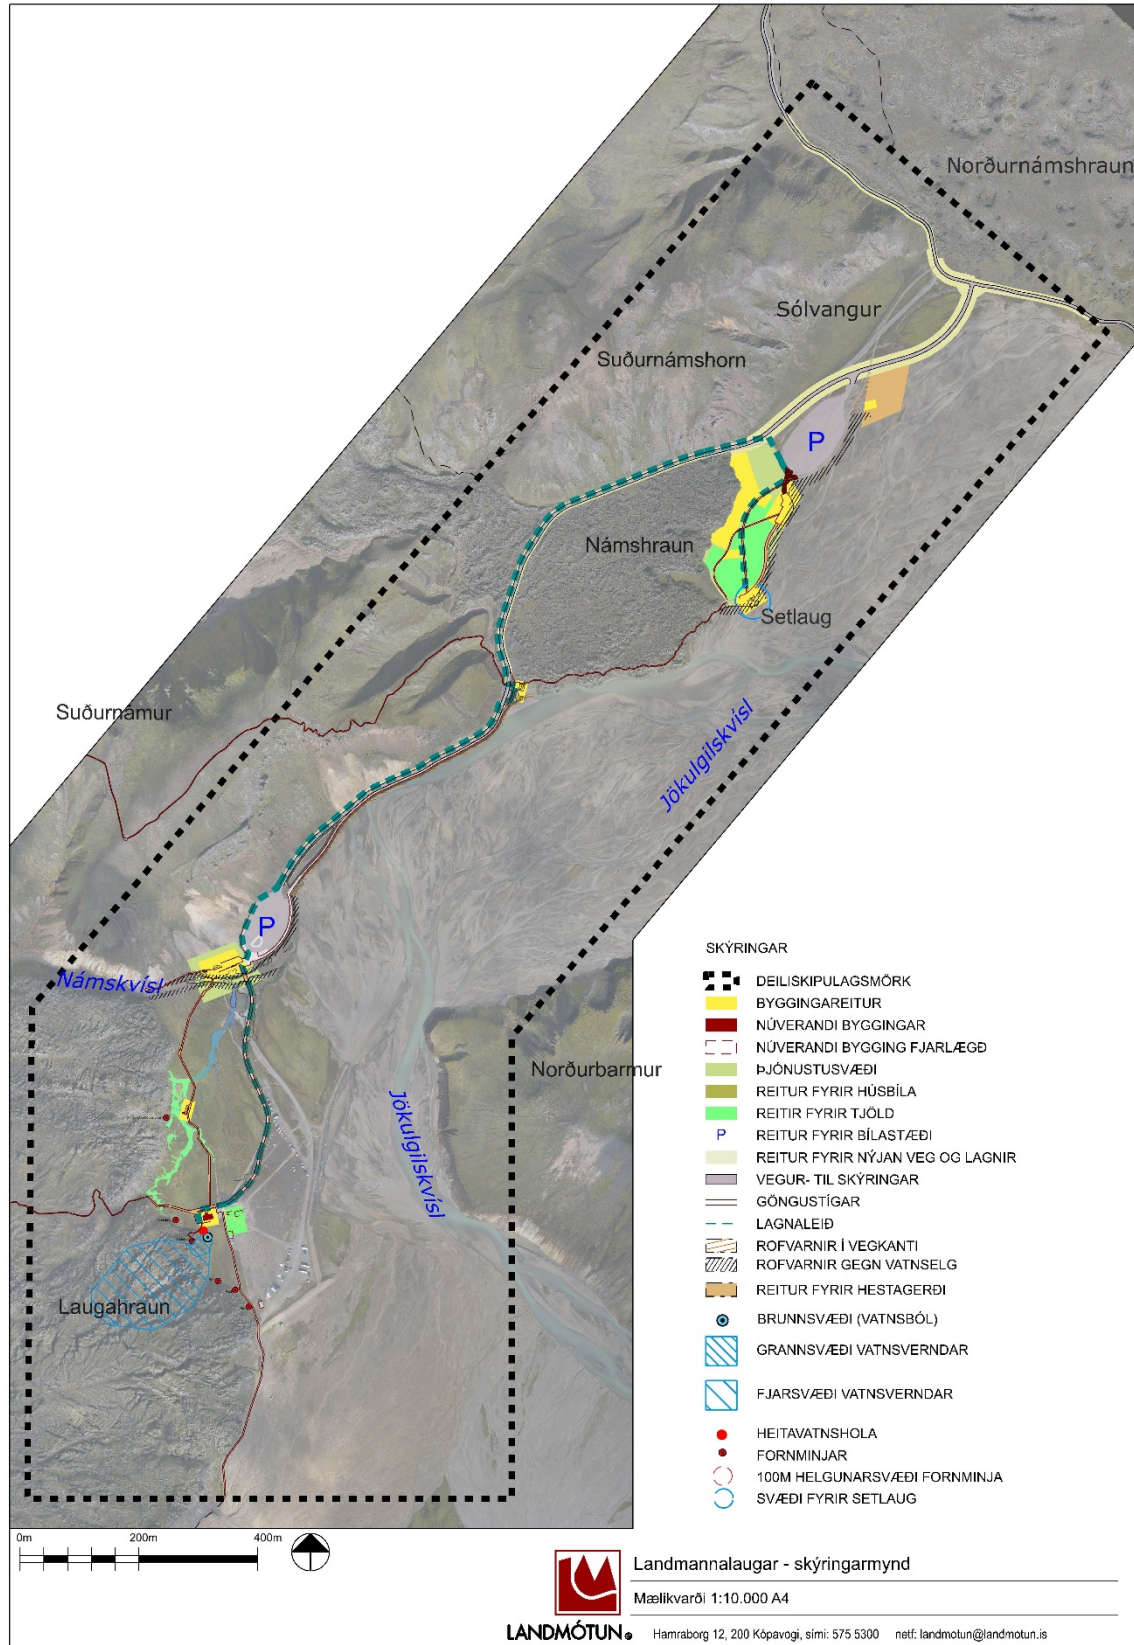 Norðurnámshraun
Sólvangur
Suðurnámshorn
P
Námshraun
Setlaug
Suðurnámur
Jökulgilskvísl
P
Námskvísl
Norðurbarmur
Jökulgilskvísl
Laugahraun
SKÝRINGAR
DEILISKIPULAGSMÖRK
BYGGINGAREITUR
NÚVERANDI BYGGINGAR
NÚVERANDI BYGGING FJARLÆGÐ
ÞJÓNUSTUSVÆÐI
REITUR FYRIR HÚSBÍLA
REITIR FYRIR TJÖLD
P REITUR FYRIR BÍLASTÆÐI
REITUR FYRIR NÝJAN VEG OG LAGNIR
VEGUR- TIL SKÝRINGAR
GÖNGUSTÍGAR
LAGNALEIÐ
ROFVARNIR Í VEGKANTI
ROFVARNIR GEGN VATNSELG
REITUR FYRIR HESTAGERÐI
BRUNNSVÆÐI (VATNSBÓL)
GRANNSVÆÐI VATNSVERNDAR
FJARSVÆÐI VATNSVERNDAR
HEITAVATNSHOLA
FORNMINJAR
100M HELGUNARSVÆÐI FORNMINJA
SVÆÐI FYRIR SETLAUG
0m 200m 400m
Landmannalaugar - skýringarmynd
Mælikvarði 1:10.000 A4
LANDMÓTUN Hamraborg 12, 200 Kópavogi, sími: 575 5300 netf: landmotun@landmotun.is